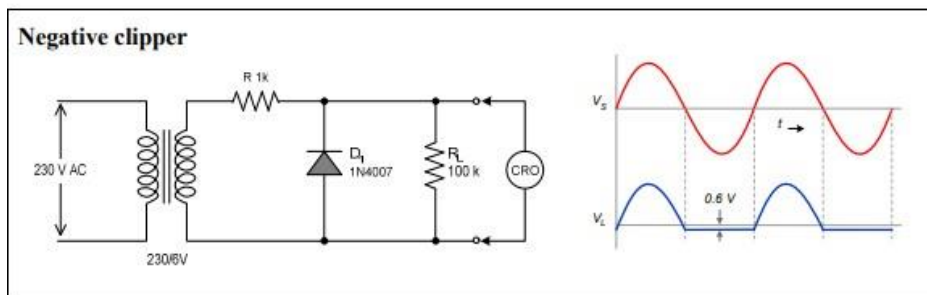 Negative clipper
R 1k
230 V AC
D1
1N4007
RL
100 k
CRO
230/6V
VS
t
0.6 V
VL